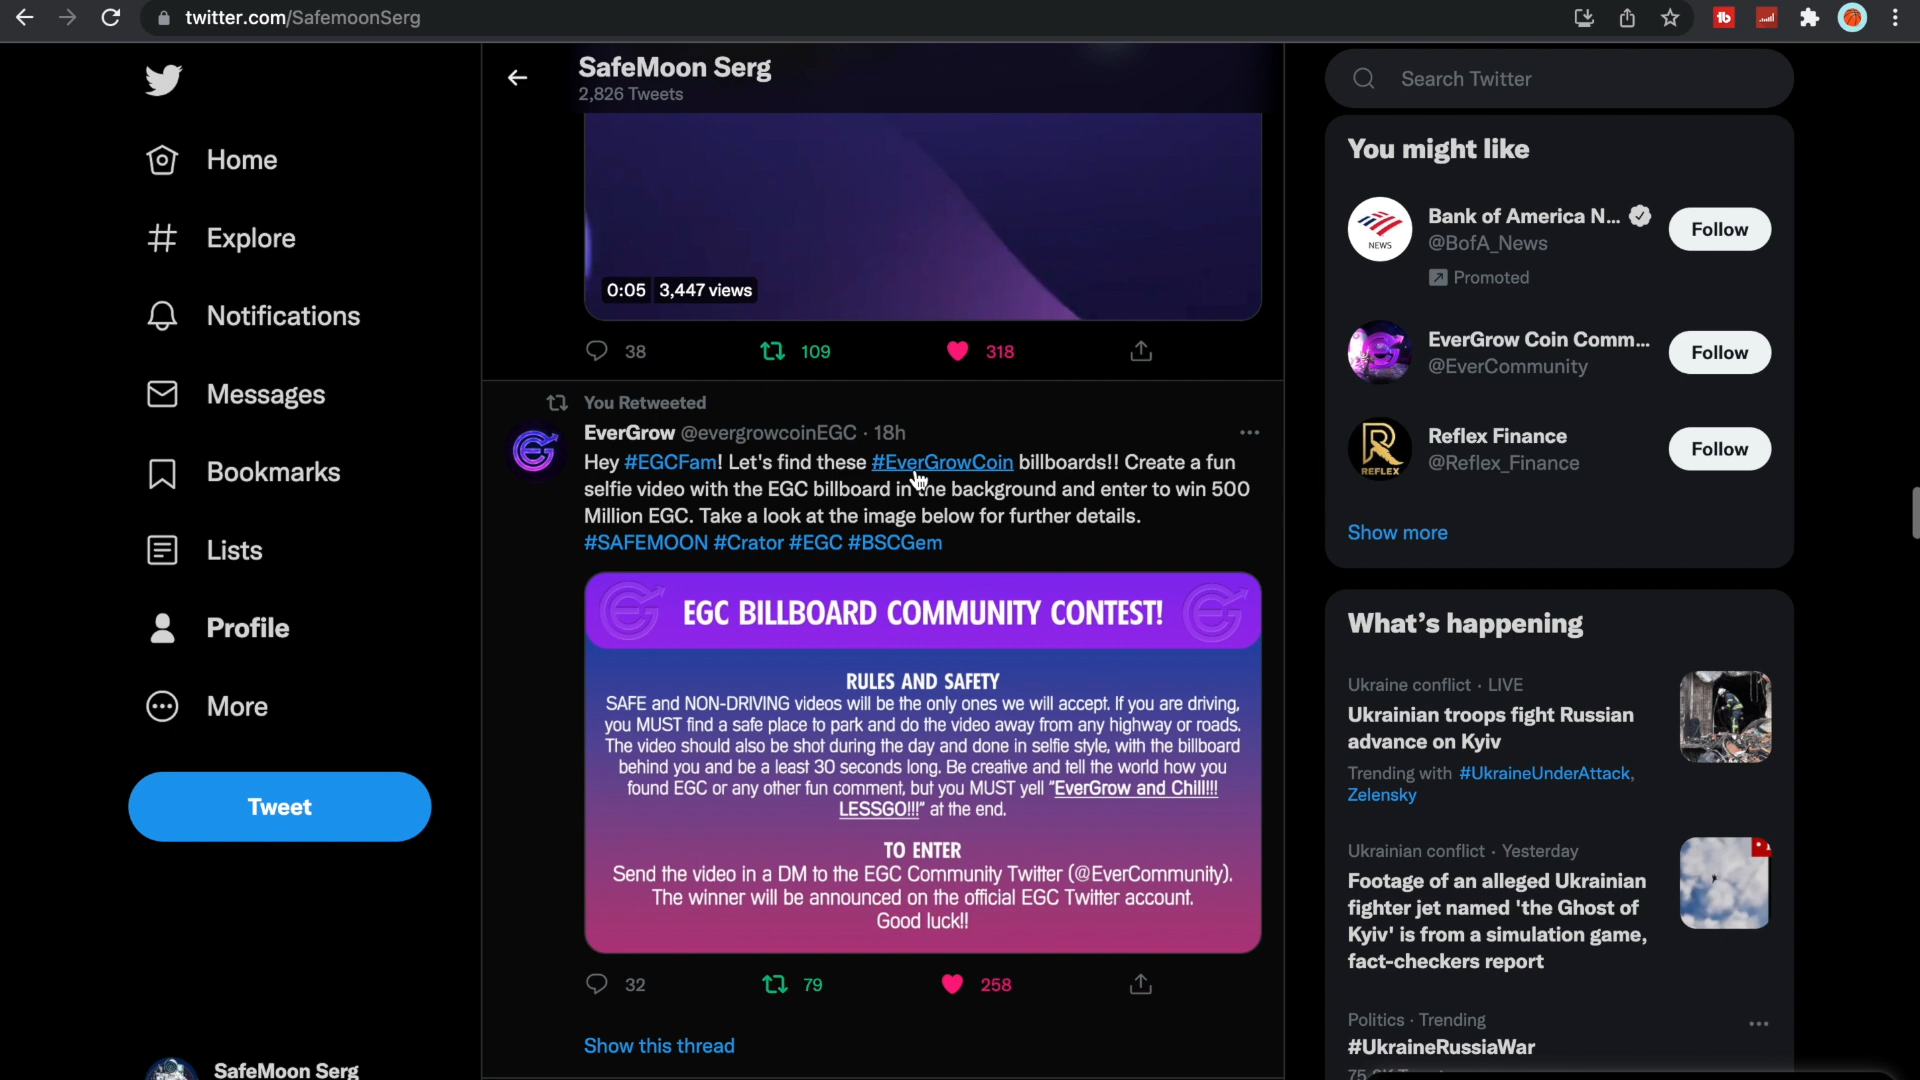 twitter.com/SafemoonSerg
SafeMoon Serg
2,826 Tweets
Home
Explore
Notifications
Messages
Bookmarks
Lists
Profile
More
Tweet
SafeMoon Serg
0:05 3,447 views
38 109 318
You Retweeted
EverGrow @evergrowcoinEGC · 18h
Hey #EGCFam! Let's find these #EverGrowCoin billboards!! Create a fun
selfie video with the EGC billboard in the background and enter to win 500
Million EGC. Take a look at the image below for further details.
#SAFEMOON #Crator #EGC #BSCGem
EGC BILLBOARD COMMUNITY CONTEST!
RULES AND SAFETY
SAFE and NON-DRIVING videos will be the only ones we will accept. If you are driving,
you MUST find a safe place to park and do the video away from any highway or roads.
The video should also be shot during the day and done in selfie style, with the billboard
behind you and be a least 30 seconds long. Be creative and tell the world how you
found EGC or any other fun comment, but you MUST yell "EverGrow and Chill!!!
LESSGO!!!" at the end.
TO ENTER
Send the video in a DM to the EGC Community Twitter (@EverCommunity).
The winner will be announced on the official EGC Twitter account.
Good luck!!
32 79 258
Show this thread
Search Twitter
You might like
NEWS
Bank of America N...
@BofA_News
Promoted
Follow
EverGrow Coin Comm...
@EverCommunity
Follow
REFLEX
Reflex Finance
@Reflex_Finance
Follow
Show more
What's happening
Ukraine conflict · LIVE
Ukrainian troops fight Russian
advance on Kyiv
Trending with #UkraineUnderAttack,
Zelensky
Ukrainian conflict · Yesterday
Footage of an alleged Ukrainian
fighter jet named 'the Ghost of
Kyiv' is from a simulation game,
fact-checkers report
Politics · Trending
#UkraineRussiaWar